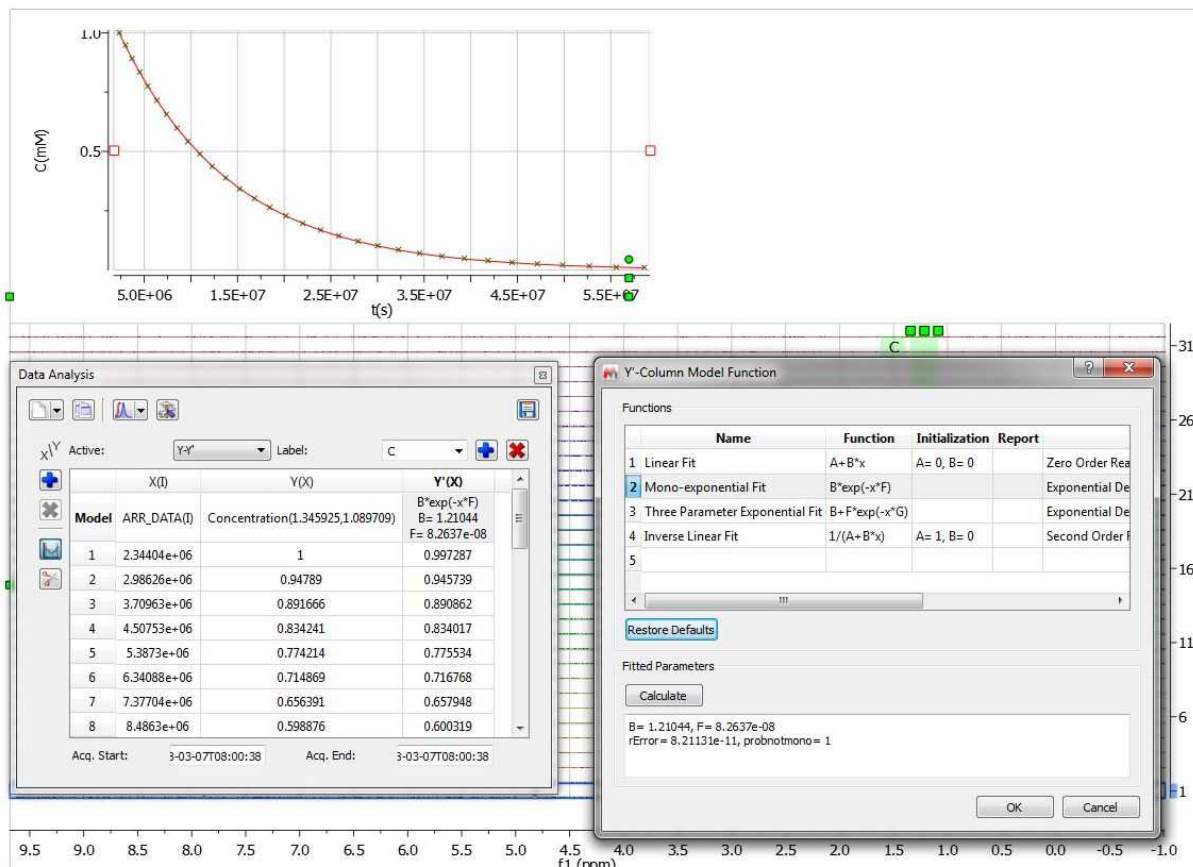 1.0
C(mM)
0.5
5.0E+06 1.5E+07 2.5E+07 3.5E+07 4.5E+07 5.5E+07
t(s)
C
31
26
21
16
11
6
1
Data Analysis
Active: Y-Y' Label: C
X(I) Y(X) Y'(X)
Model ARR_DATA(I) Concentration(1.345925,1.089709) B*exp(-x*F)
B= 1.21044
F= 8.2637e-08
1 2.34404e+06 1 0.997287
2 2.98626e+06 0.94789 0.945739
3 3.70963e+06 0.891666 0.890862
4 4.50753e+06 0.834241 0.834017
5 5.3873e+06 0.774214 0.775534
6 6.34088e+06 0.714869 0.716768
7 7.37704e+06 0.656391 0.657948
8 8.4863e+06 0.598876 0.600319
Acq. Start: 3-03-07T08:00:38 Acq. End: 3-03-07T08:00:38
Y'-Column Model Function
Functions
Name Function Initialization Report
1 Linear Fit A+B*x A= 0, B= 0 Zero Order Rea
2 Mono-exponential Fit B*exp(-x*F) Exponential De
3 Three Parameter Exponential Fit B+F*exp(-x*G) Exponential De
4 Inverse Linear Fit 1/(A+B*x) A= 1, B= 0 Second Order F
5
Restore Defaults
Fitted Parameters
Calculate
B= 1.21044, F= 8.2637e-08
rError= 8.21131e-11, probnotmono= 1
OK Cancel
9.5 9.0 8.5 8.0 7.5 7.0 6.5 6.0 5.5 5.0 4.5 4.0 3.5 3.0 2.5 2.0 1.5 1.0 0.5 0.0 -0.5 -1.0
f1 (ppm)